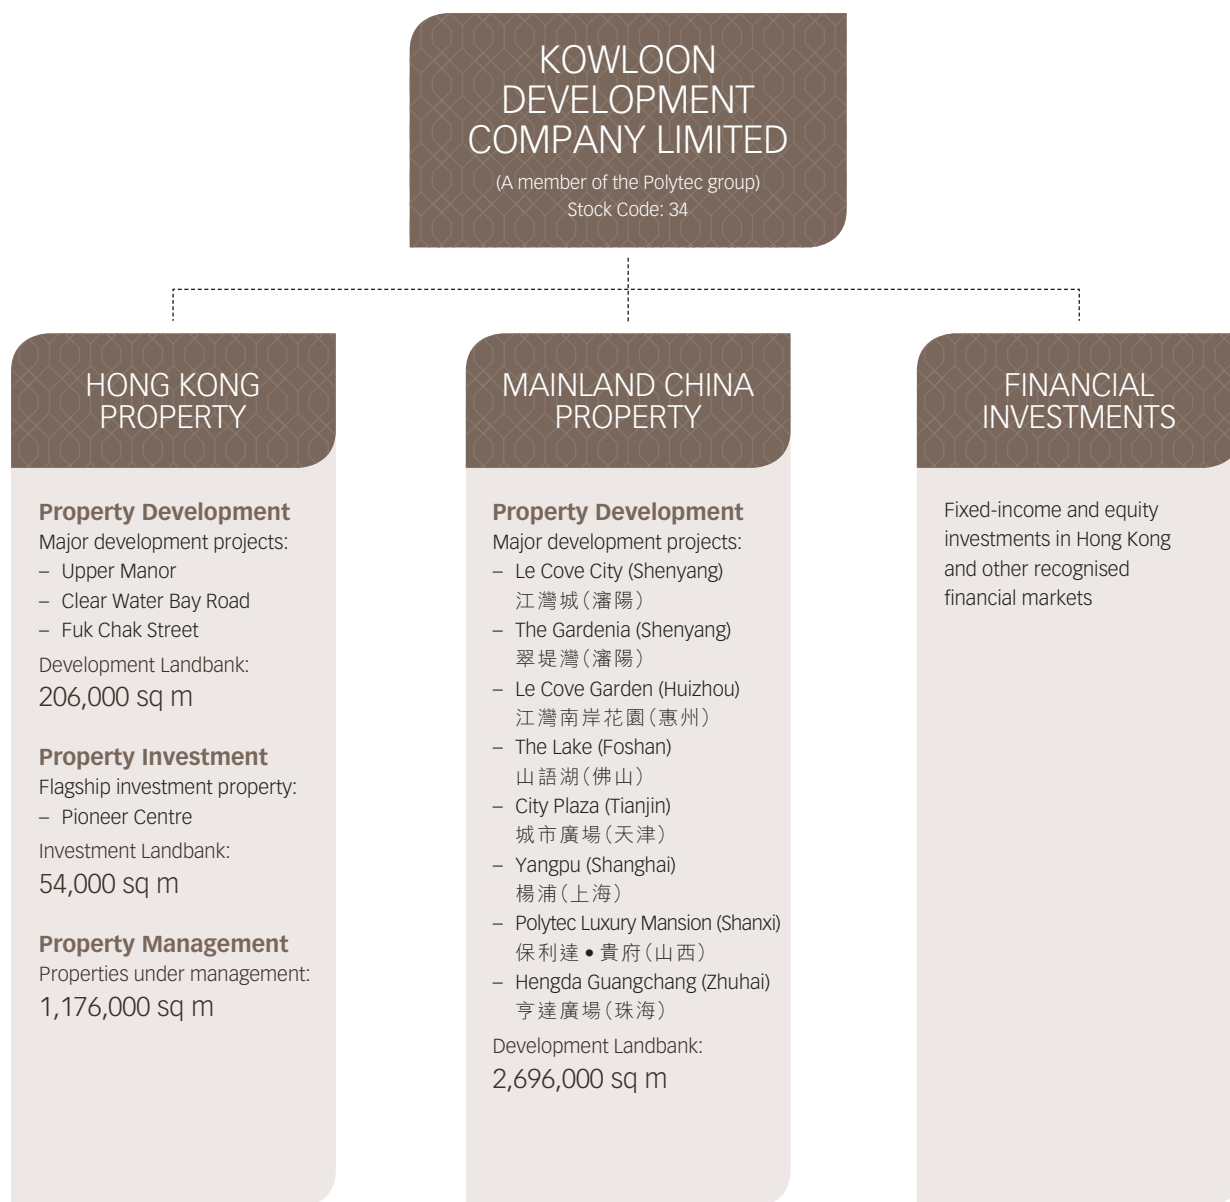 KOWLOON
DEVELOPMENT
COMPANY LIMITED
(A member of the Polytec group)
Stock Code: 34
HONG KONG
PROPERTY
Property Development
Major development projects:
– Upper Manor
– Clear Water Bay Road
– Fuk Chak Street
Development Landbank:
206,000 sq m
Property Investment
Flagship investment property:
– Pioneer Centre
Investment Landbank:
54,000 sq m
Property Management
Properties under management:
1,176,000 sq m
MAINLAND CHINA
PROPERTY
Property Development
Major development projects:
– Le Cove City (Shenyang)
江灣城(瀋陽)
– The Gardenia (Shenyang)
翠堤灣(瀋陽)
– Le Cove Garden (Huizhou)
江灣南岸花園(惠州)
– The Lake (Foshan)
山語湖(佛山)
– City Plaza (Tianjin)
城市廣場(天津)
– Yangpu (Shanghai)
楊浦(上海)
– Polytec Luxury Mansion (Shanxi)
保利達•貴府(山西)
– Hengda Guangchang (Zhuhai)
亨達廣場(珠海)
Development Landbank:
2,696,000 sq m
FINANCIAL
INVESTMENTS
Fixed-income and equity
investments in Hong Kong
and other recognised
financial markets